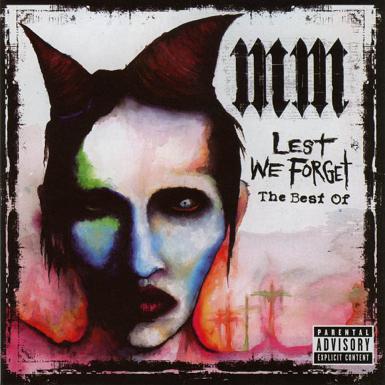 mm
LEST
WE FORGET
The Best Of
PARENTAL
ADVISORY
EXPLICIT CONTENT